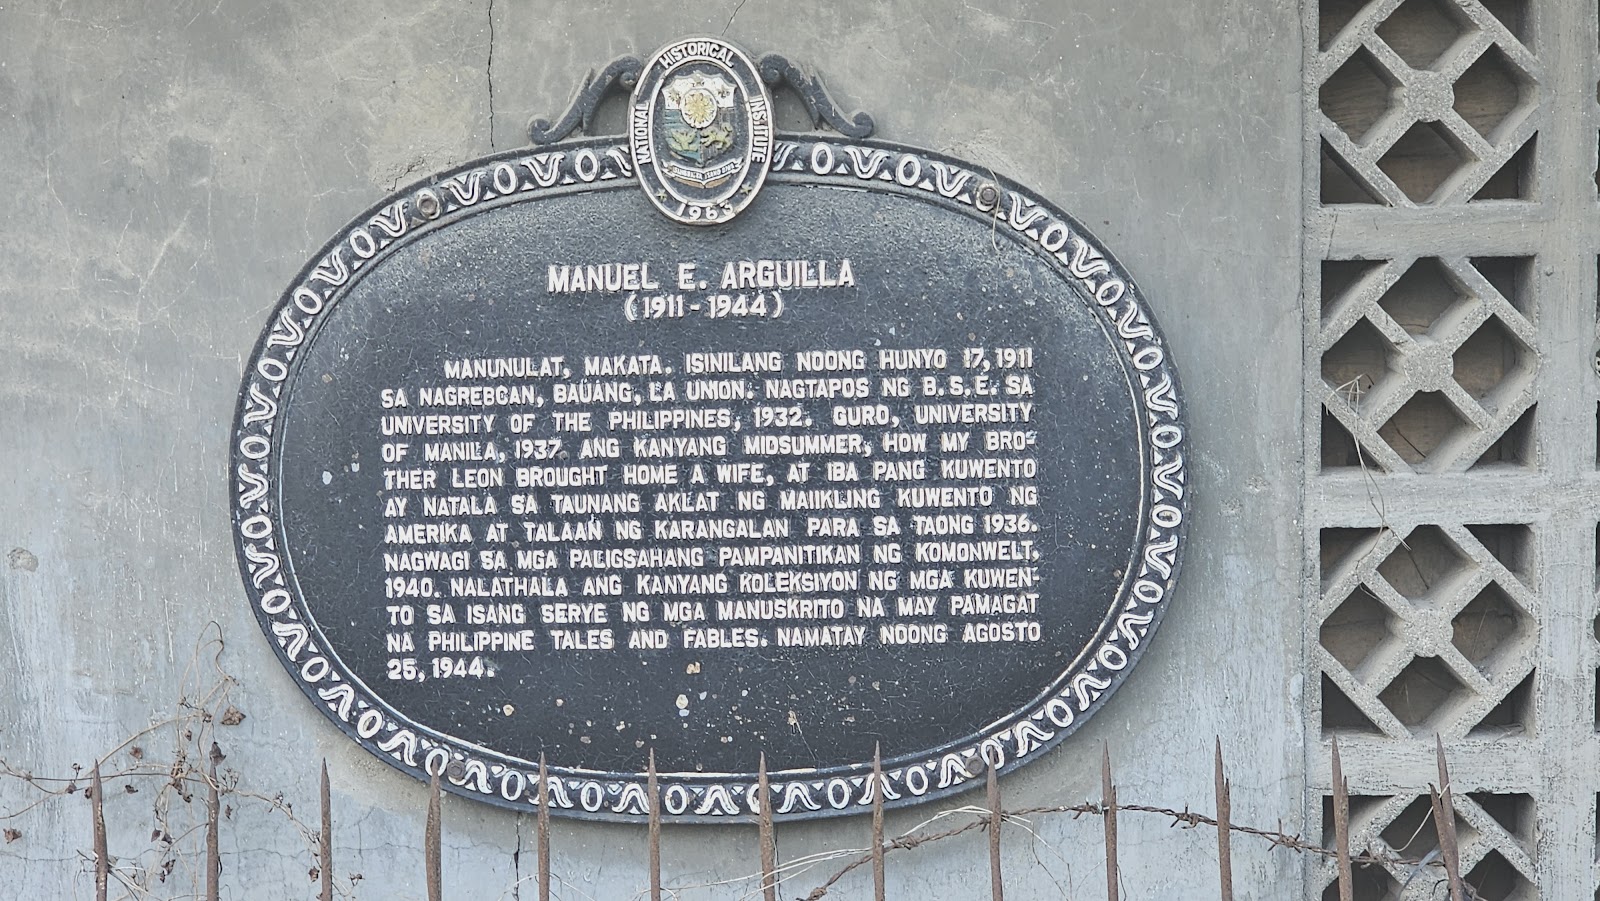 NATIONAL HISTORICAL INSTITUTE
1963
MANUEL E. ARGUILLA
(1911-1944)
MANUNULAT, MAKATA. ISINILANG NOONG HUNYO 17, 1911
SA NAGREBCAN, BAUANG, LA UNION. NAGTAPOS NG B.S.E. SA
UNIVERSITY OF THE PHILIPPINES, 1932. GURO, UNIVERSITY
OF MANILA, 1937. ANG KANYANG MIDSUMMER, HOW MY BRO-
THER LEON BROUGHT HOME A WIFE, AT IBA PANG KUWENTO
AY NATALA SA TAUNANG AKLAT NG MAIIKLING KUWENTO NG
AMERIKA AT TALAAN NG KARANGALAN PARA SA TAONG 1936.
NAGWAGI SA MGA PALIGSAHANG PAMPANITIKAN NG KOMONWELT,
1940. NALATHALA ANG KANYANG KOLEKSIYON NG MGA KUWEN-
TO SA ISANG SERYE NG MGA MANUSKRITO NA MAY PAMAGAT
NA PHILIPPINE TALES AND FABLES. NAMATAY NOONG AGOSTO
25, 1944.